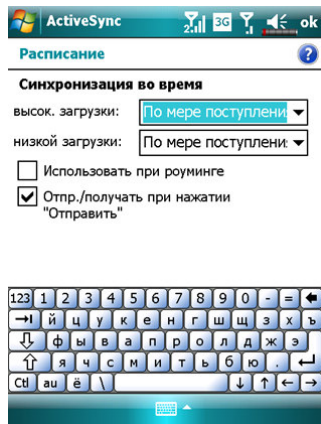 ActiveSync 3G ok
Расписание ?
Синхронизация во время
высок. загрузки: По мере поступлени
низкой загрузки: По мере поступлени
Использовать при роуминге
Отпр./получать при нажатии
"Отправить"
123 1 2 3 4 5 6 7 8 9 0 - =
й ц у к е н г ш щ з х ъ
ф ы в а п р о л д ж э
я ч с м и т ь б ю .
Ctl aü ё \